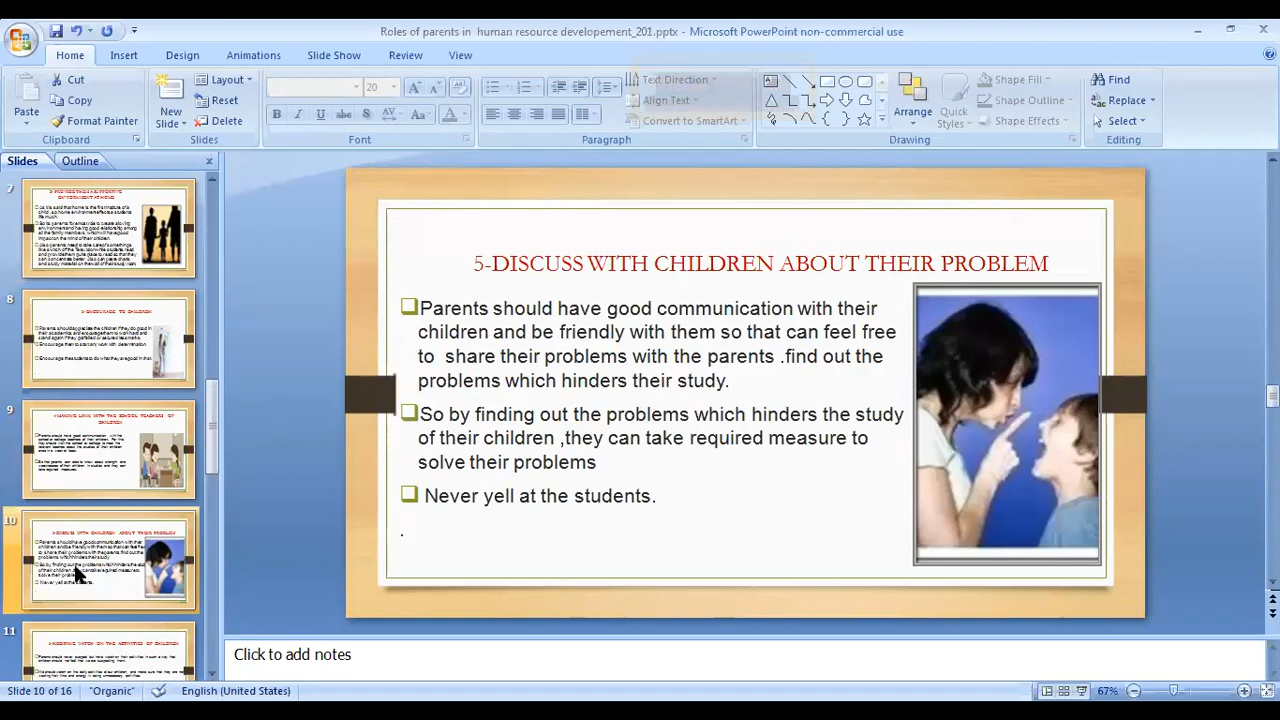 Roles of parents in human resource developement_201.pptx - Microsoft PowerPoint non-commercial use
Home Insert Design Animations Slide Show Review View
Cut
Copy
Format Painter
Paste
Clipboard
New Slide
Layout
Reset
Delete
Slides
20
Font
Text Direction
Align Text
Convert to SmartArt
Paragraph
Arrange
Quick Styles
Shape Fill
Shape Outline
Shape Effects
Drawing
Find
Replace
Select
Editing
Slides Outline
7
8
9
10
11
5-DISCUSS WITH CHILDREN ABOUT THEIR PROBLEM
Parents should have good communication with their
children and be friendly with them so that can feel free
to share their problems with the parents .find out the
problems which hinders their study.
So by finding out the problems which hinders the study
of their children ,they can take required measure to
solve their problems
Never yell at the students.
.
Click to add notes
Slide 10 of 16 "Organic" English (United States) 67%